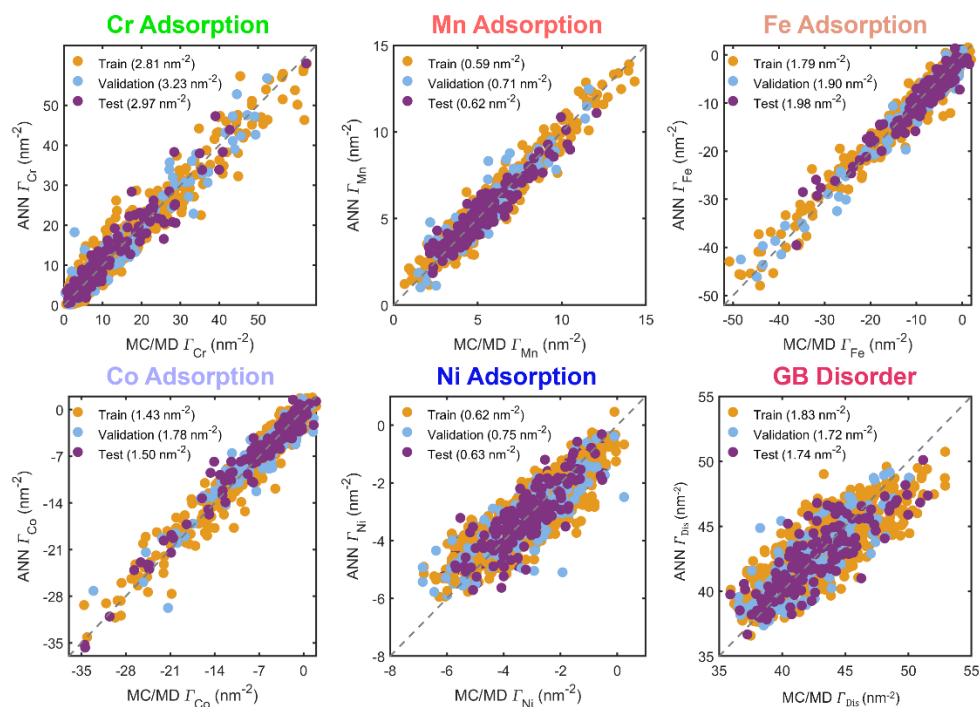 Cr Adsorption
Train (2.81 nm⁻²)
Validation (3.23 nm⁻²)
Test (2.97 nm⁻²)
50
40
30
20
10
0
0 10 20 30 40 50
ANN Γ_Cr (nm⁻²)
MC/MD Γ_Cr (nm⁻²)
Mn Adsorption
Train (0.59 nm⁻²)
Validation (0.71 nm⁻²)
Test (0.62 nm⁻²)
15
10
5
0
0 5 10 15
ANN Γ_Mn (nm⁻²)
MC/MD Γ_Mn (nm⁻²)
Fe Adsorption
Train (1.79 nm⁻²)
Validation (1.90 nm⁻²)
Test (1.98 nm⁻²)
0
-10
-20
-30
-40
-50
-50 -40 -30 -20 -10 0
ANN Γ_Fe (nm⁻²)
MC/MD Γ_Fe (nm⁻²)
Co Adsorption
Train (1.43 nm⁻²)
Validation (1.78 nm⁻²)
Test (1.50 nm⁻²)
0
-7
-14
-21
-28
-35
-35 -28 -21 -14 -7 0
ANN Γ_Co (nm⁻²)
MC/MD Γ_Co (nm⁻²)
Ni Adsorption
Train (0.62 nm⁻²)
Validation (0.75 nm⁻²)
Test (0.63 nm⁻²)
0
-2
-4
-6
-8
-8 -6 -4 -2 0
ANN Γ_Ni (nm⁻²)
MC/MD Γ_Ni (nm⁻²)
GB Disorder
Train (1.83 nm⁻²)
Validation (1.72 nm⁻²)
Test (1.74 nm⁻²)
55
50
45
40
35
35 40 45 50 55
ANN Γ_Dis (nm⁻²)
MC/MD Γ_Dis (nm⁻²)